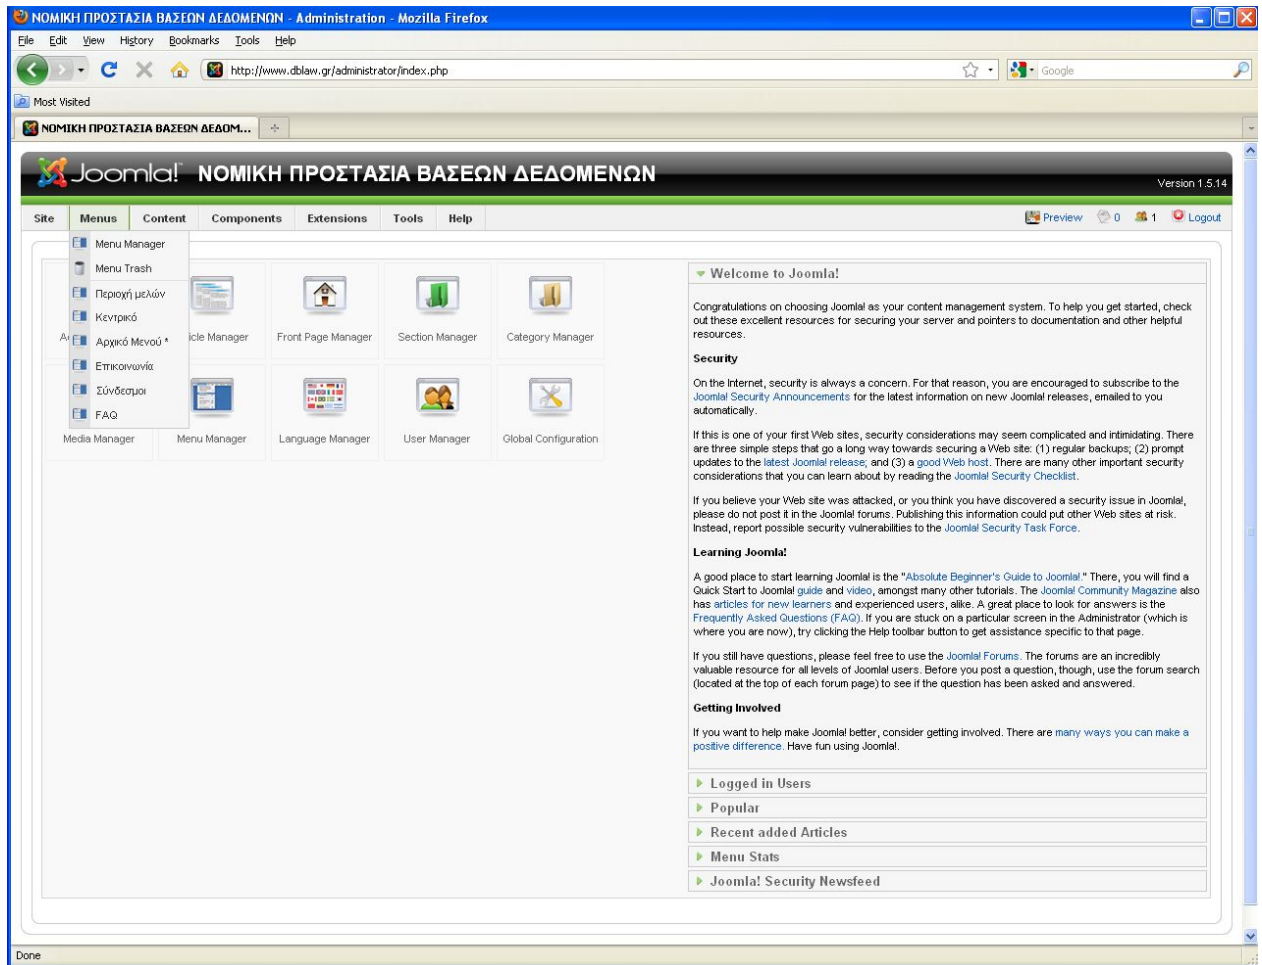 ΝΟΜΙΚΗ ΠΡΟΣΤΑΣΙΑ ΒΑΣΕΩΝ ΔΕΔΟΜΕΝΩΝ - Administration - Mozilla Firefox
File Edit View History Bookmarks Tools Help
http://www.dblaw.gr/administrator/index.php
Google
Most Visited
ΝΟΜΙΚΗ ΠΡΟΣΤΑΣΙΑ ΒΑΣΕΩΝ ΔΕΔΟΜ...
Joomla! ΝΟΜΙΚΗ ΠΡΟΣΤΑΣΙΑ ΒΑΣΕΩΝ ΔΕΔΟΜΕΝΩΝ
Version 1.5.14
Site Menus Content Components Extensions Tools Help
Preview 0 1 Logout
Menu Manager
Menu Trash
Περιοχή μελών
Κεντρικό
Αρχικό Μενού *
Επικοινωνία
Σύνδεσμοι
FAQ
icle Manager Front Page Manager Section Manager Category Manager
Media Manager Menu Manager Language Manager User Manager Global Configuration
Welcome to Joomla!
Congratulations on choosing Joomla! as your content management system. To help you get started, check
out these excellent resources for securing your server and pointers to documentation and other helpful
resources.
Security
On the Internet, security is always a concern. For that reason, you are encouraged to subscribe to the
Joomla! Security Announcements for the latest information on new Joomla! releases, emailed to you
automatically.
If this is one of your first Web sites, security considerations may seem complicated and intimidating. There
are three simple steps that go a long way towards securing a Web site: (1) regular backups; (2) prompt
updates to the latest Joomla! release; and (3) a good Web host. There are many other important security
considerations that you can learn about by reading the Joomla! Security Checklist.
If you believe your Web site was attacked, or you think you have discovered a security issue in Joomla!,
please do not post it in the Joomla! forums. Publishing this information could put other Web sites at risk.
Instead, report possible security vulnerabilities to the Joomla! Security Task Force.
Learning Joomla!
A good place to start learning Joomla! is the "Absolute Beginner's Guide to Joomla!." There, you will find a
Quick Start to Joomla! guide and video, amongst many other tutorials. The Joomla! Community Magazine also
has articles for new learners and experienced users, alike. A great place to look for answers is the
Frequently Asked Questions (FAQ). If you are stuck on a particular screen in the Administrator (which is
where you are now), try clicking the Help toolbar button to get assistance specific to that page.
If you still have questions, please feel free to use the Joomla! Forums. The forums are an incredibly
valuable resource for all levels of Joomla! users. Before you post a question, though, use the forum search
(located at the top of each forum page) to see if the question has been asked and answered.
Getting Involved
If you want to help make Joomla! better, consider getting involved. There are many ways you can make a
positive difference. Have fun using Joomla!.
Logged in Users
Popular
Recent added Articles
Menu Stats
Joomla! Security Newsfeed
Done